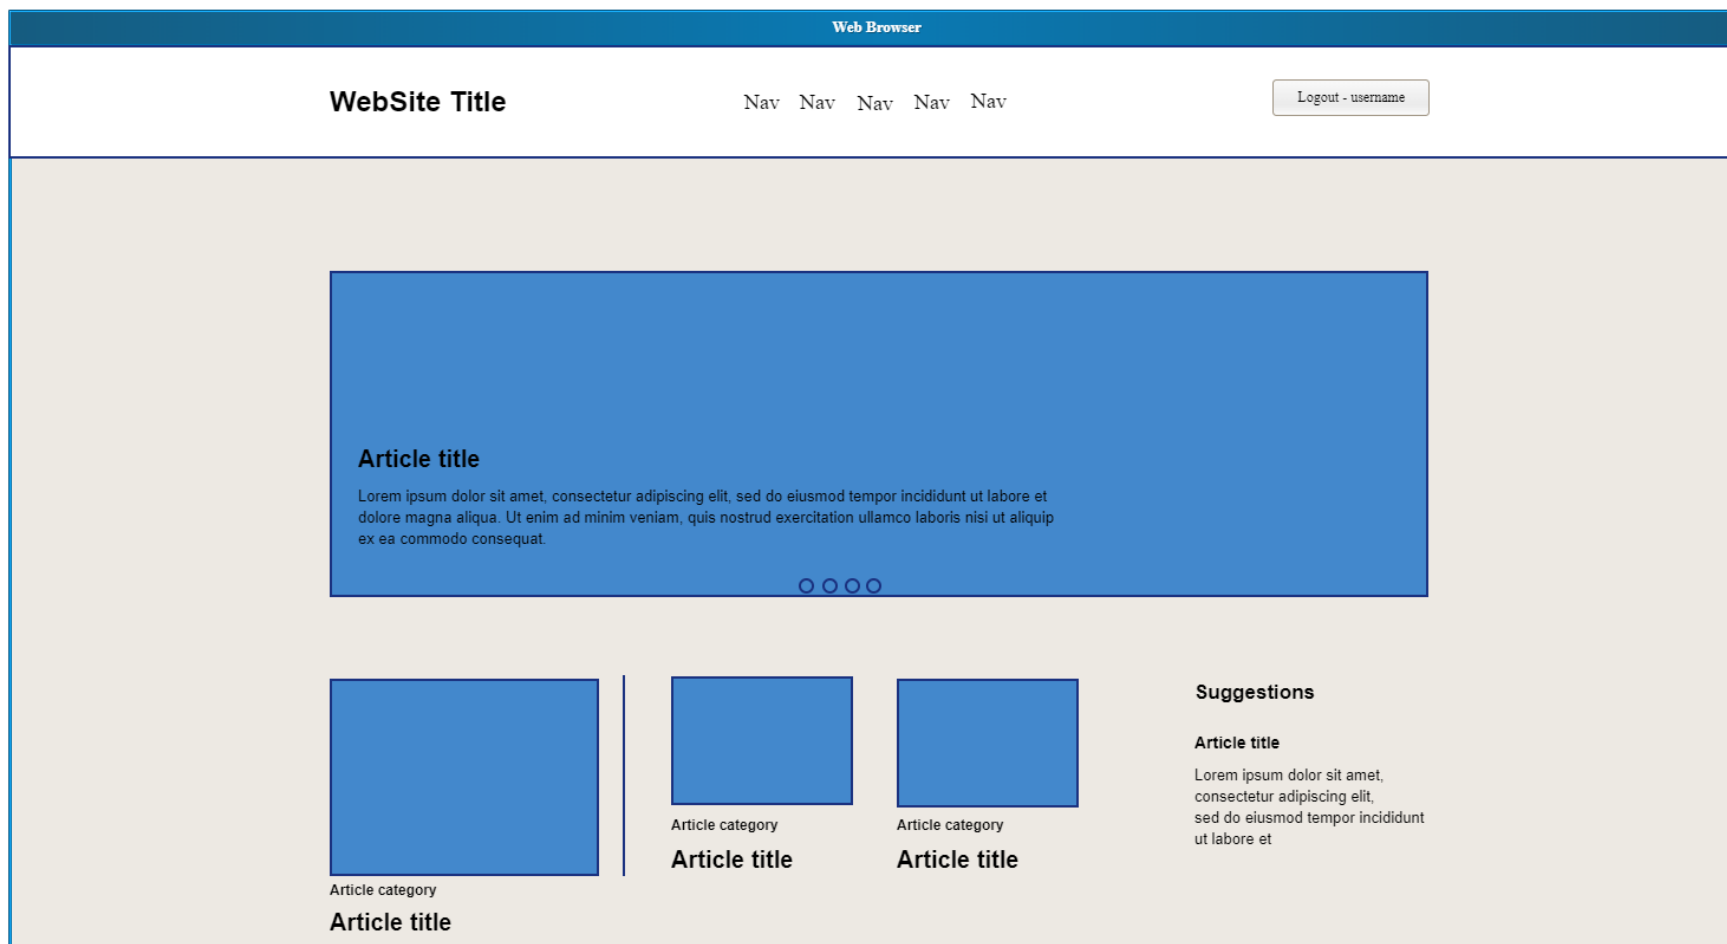 Web Browser
WebSite Title
Nav Nav Nav Nav Nav
Logout - username
Article title
Lorem ipsum dolor sit amet, consectetur adipiscing elit, sed do eiusmod tempor incididunt ut labore et
dolore magna aliqua. Ut enim ad minim veniam, quis nostrud exercitation ullamco laboris nisi ut aliquip
ex ea commodo consequat.
Article category
Article title
Article category
Article title
Article category
Article title
Suggestions
Article title
Lorem ipsum dolor sit amet,
consectetur adipiscing elit,
sed do eiusmod tempor incididunt
ut labore et